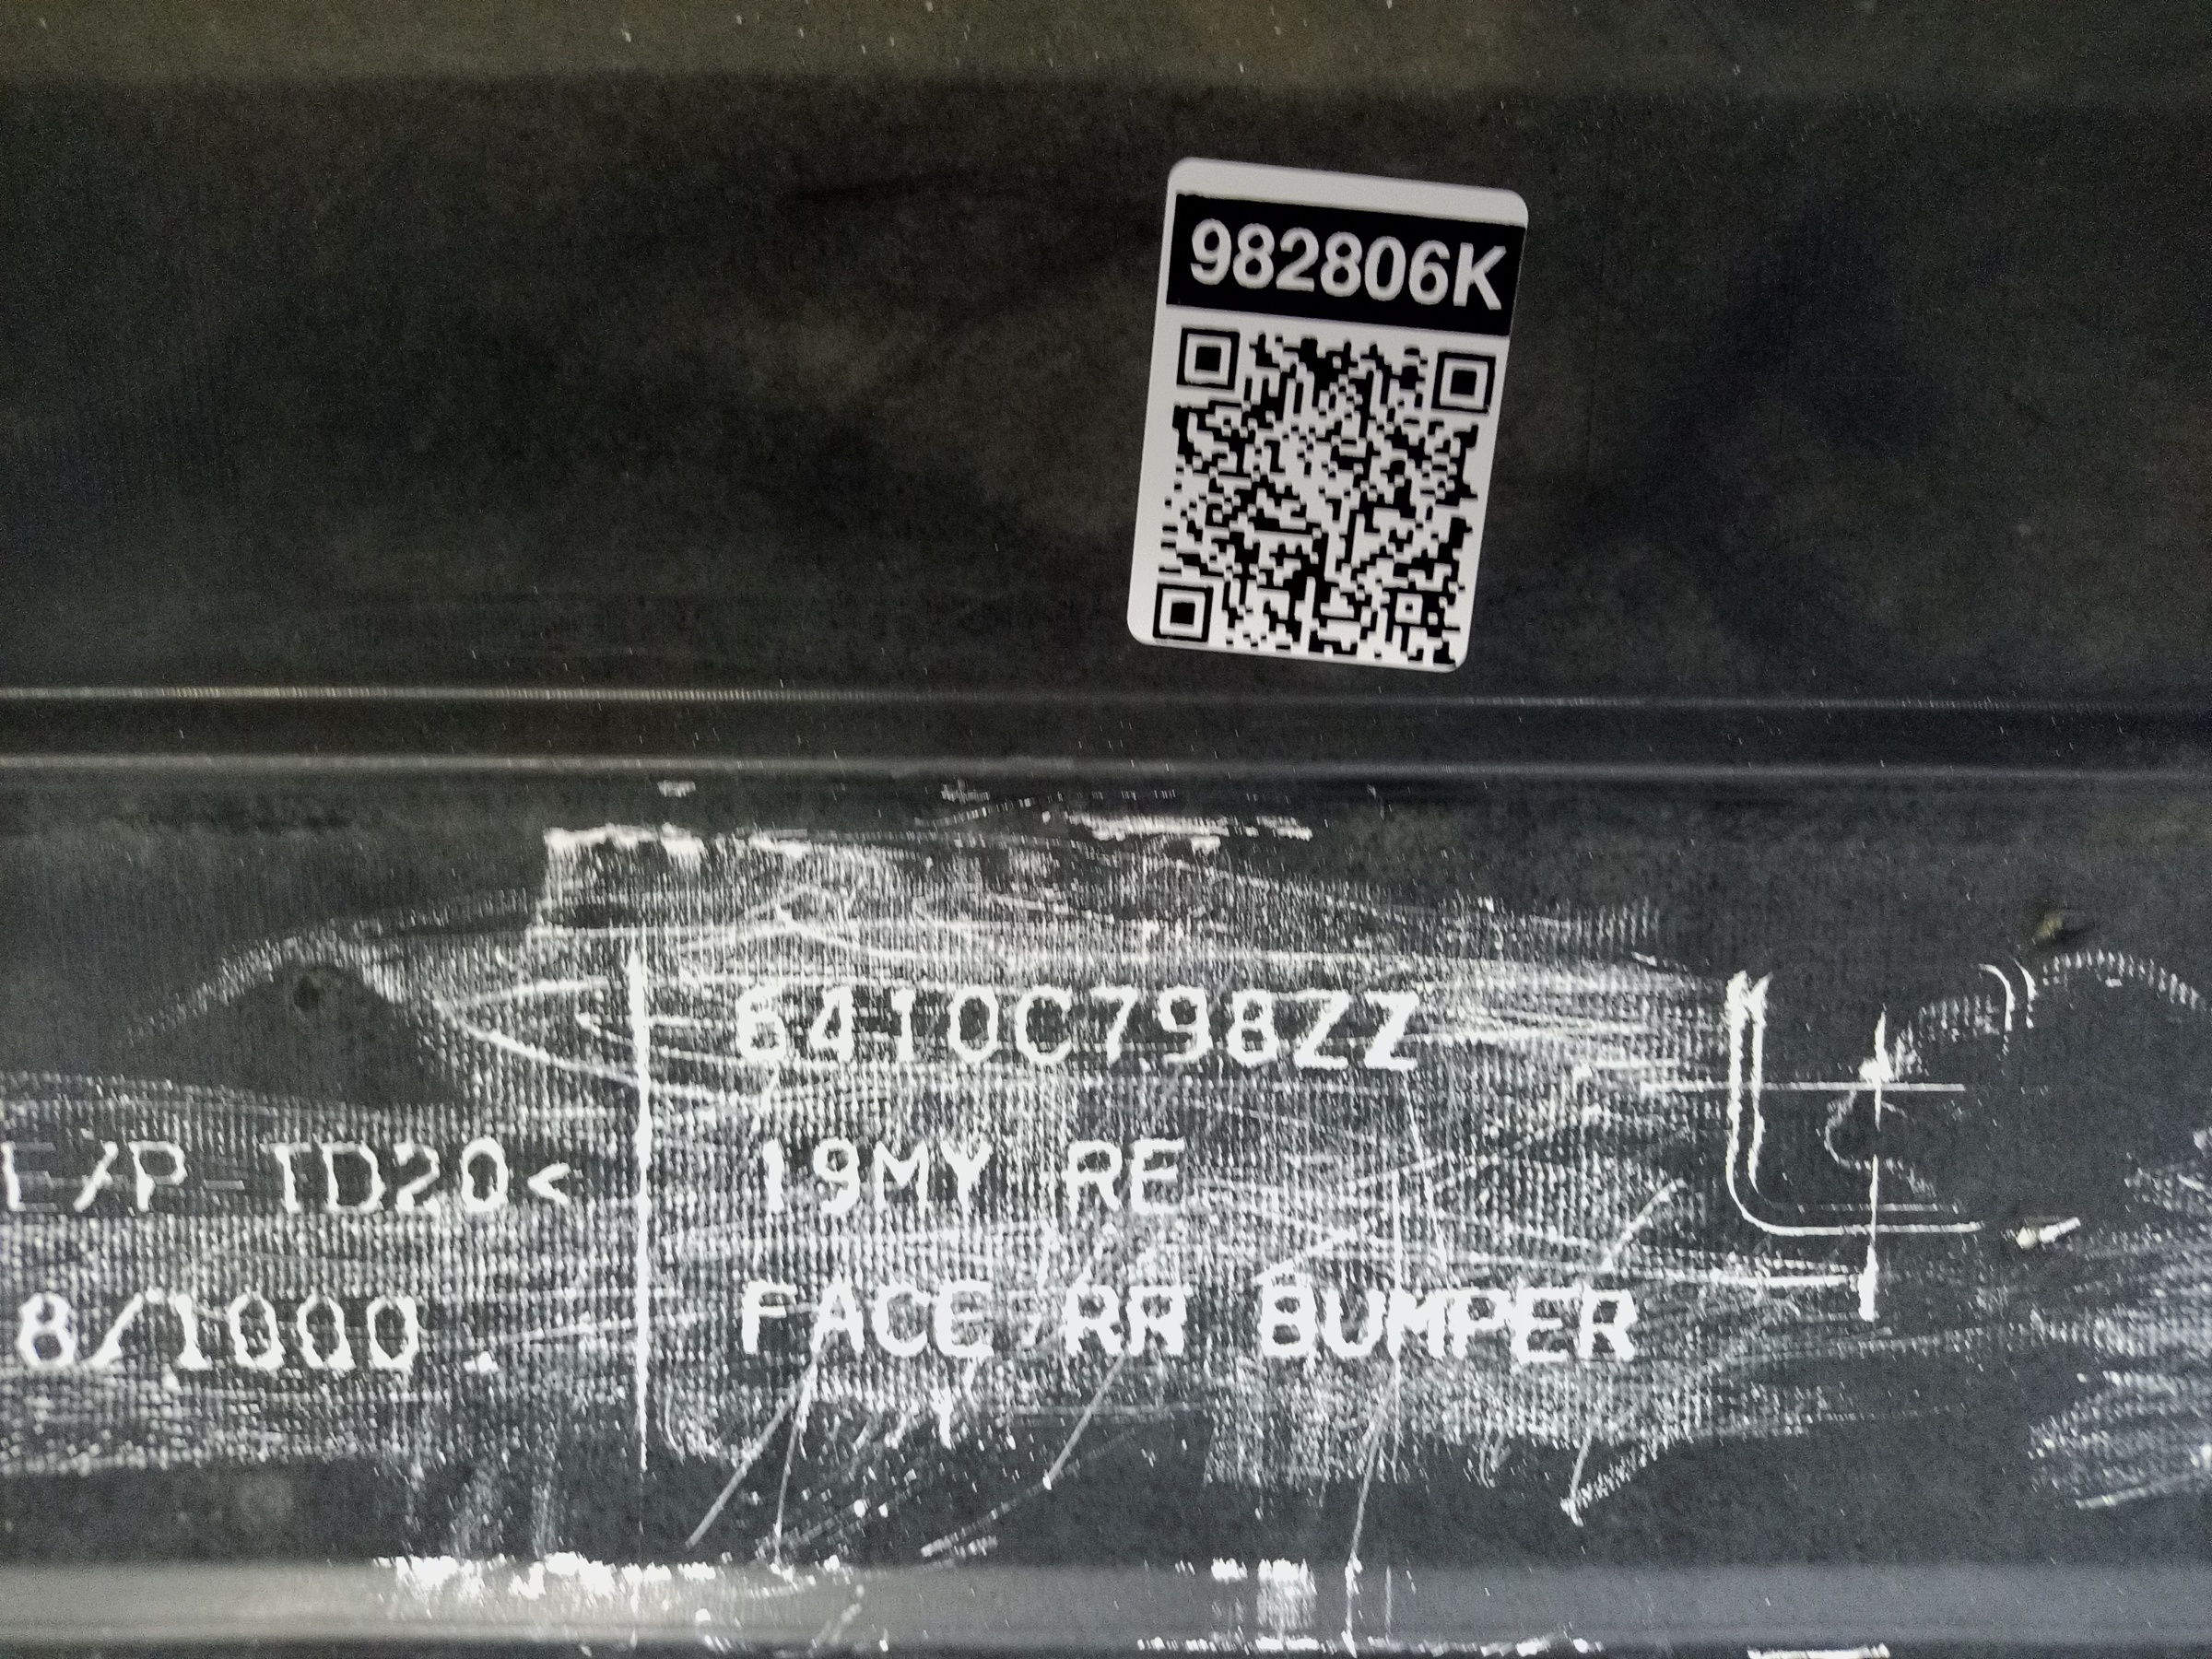 982806K
6410C798ZZ
E/P-TD20<
19MY RE
8/1000
FACE RR BUMPER